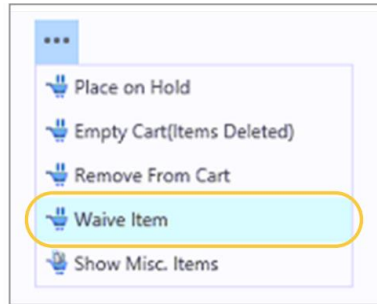 Place on Hold
Empty Cart(Items Deleted)
Remove From Cart
Waive Item
Show Misc. Items